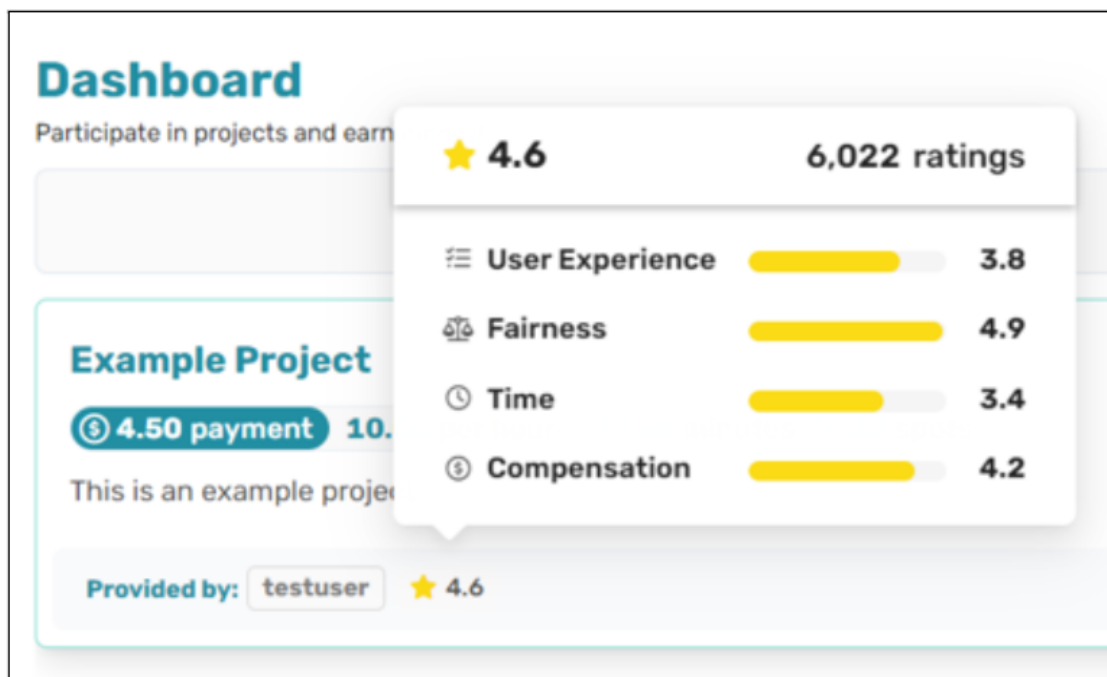 Dashboard
Participate in projects and earn
4.6 6,022 ratings
User Experience 3.8
Fairness 4.9
Time 3.4
Compensation 4.2
Example Project
4.50 payment 10.
This is an example
Provided by: testuser 4.6